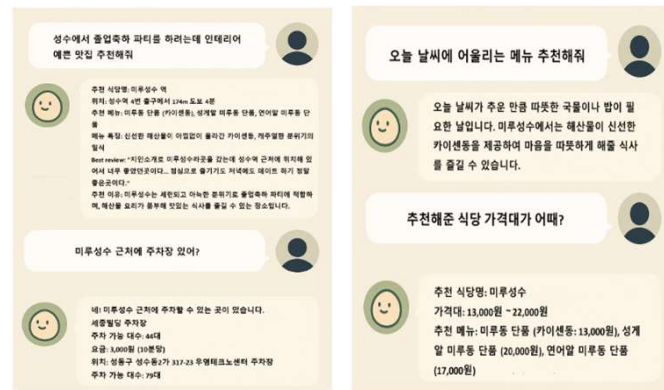 성수에서 졸업축하 파티를 하려는데 인테리어
예쁜 맛집 추천해줘
추천 식당명: 미루성수 역
위치: 성수역 4번 출구에서 174m 도보 4분
추천 메뉴: 미루동 단품 (카이센동), 성게알 미루동 단품, 연어알 미루동 단
품
메뉴 특징: 신선한 해산물이 아낌없이 올라간 카이센동, 캐주얼한 분위기의
일식
Best review: "지인소개로 미루성수라곳을 갔는데 성수역 근처에 위치해 있
어서 너무 좋았던곳이다... 점심으로 즐기기도 저녁에도 데이트 하기 정말
좋은곳이다."
추천 이유: 미루성수는 세련되고 아늑한 분위기로 졸업축하 파티에 적합하
며, 해산물 요리가 풍부해 맛있는 식사를 즐길 수 있는 장소입니다.
미루성수 근처에 주차장 있어?
네! 미루성수 근처에 주차할 수 있는 곳이 있습니다.
세종빌딩 주차장
주차 가능 대수: 44대
요금: 3,000원 (10분당)
위치: 성동구 성수동2가 317-23 우영테크노센터 주차장
주차 가능 대수: 79대
오늘 날씨에 어울리는 메뉴 추천해줘
오늘 날씨가 추운 만큼 따뜻한 국물이나 밥이 필
요한 날입니다. 미루성수에서는 해산물이 신선한
카이센동을 제공하여 마음을 따뜻하게 해줄 식사
를 즐길 수 있습니다.
추천해준 식당 가격대가 어때?
추천 식당명: 미루성수
가격대: 13,000원 ~ 22,000원
추천 메뉴: 미루동 단품 (카이센동: 13,000원), 성게
알 미루동 단품 (20,000원), 연어알 미루동 단품
(17,000원)